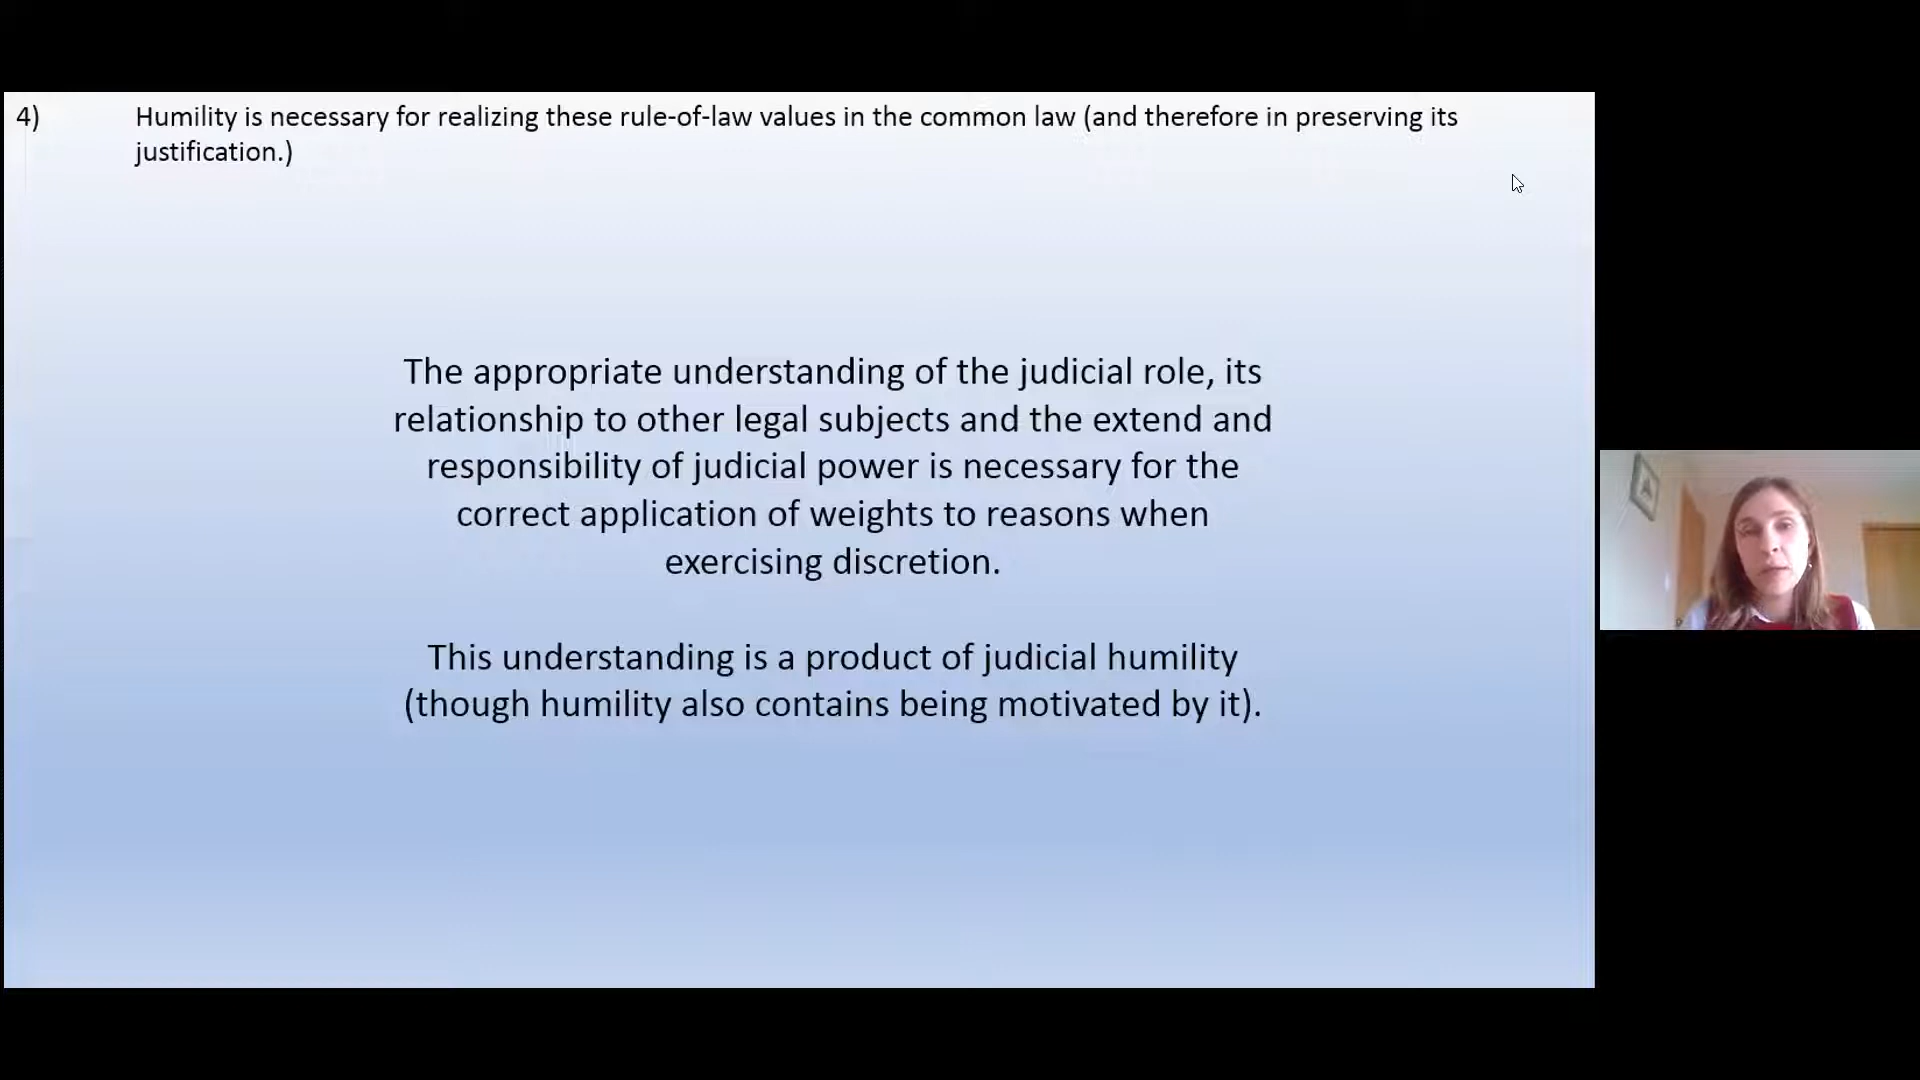 4) Humility is necessary for realizing these rule-of-law values in the common law (and therefore in preserving its
justification.)
The appropriate understanding of the judicial role, its
relationship to other legal subjects and the extend and
responsibility of judicial power is necessary for the
correct application of weights to reasons when
exercising discretion.
This understanding is a product of judicial humility
(though humility also contains being motivated by it).